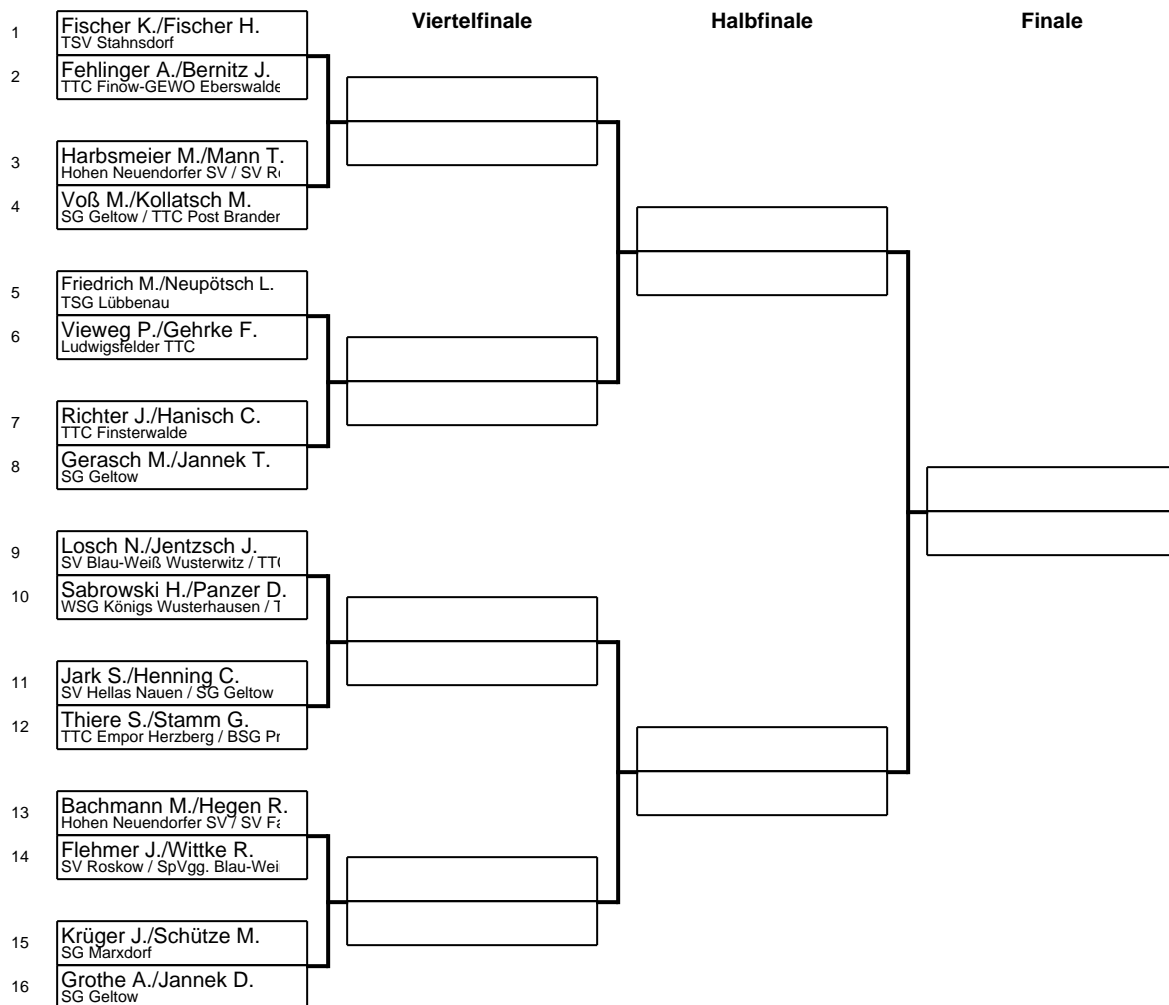 Viertelfinale Halbfinale Finale
1 Fischer K./Fischer H.
TSV Stahnsdorf
2 Fehlinger A./Bernitz J.
TTC Finow-GEWO Eberswalde
3 Harbsmeier M./Mann T.
Hohen Neuendorfer SV / SV
4 Voß M./Kollatsch M.
SG Geltow / TTC Post Brander
5 Friedrich M./Neupötsch L.
TSG Lübbenau
6 Vieweg P./Gehrke F.
Ludwigsfelder TTC
7 Richter J./Hanisch C.
TTC Finsterwalde
8 Gerasch M./Jannek T.
SG Geltow
9 Losch N./Jentzsch J.
SV Blau-Weiß Wusterwitz /
10 Sabrowski H./Panzer D.
WSG Königs Wusterhausen /
11 Jark S./Henning C.
SV Hellas Nauen / SG Geltow
12 Thiere S./Stamm G.
TTC Empor Herzberg / BSG
13 Bachmann M./Hegen R.
Hohen Neuendorfer SV / SV
14 Flehmer J./Wittke R.
SV Roskow / SpVgg. Blau-Wei
15 Krüger J./Schütze M.
SG Marxdorf
16 Grothe A./Jannek D.
SG Geltow